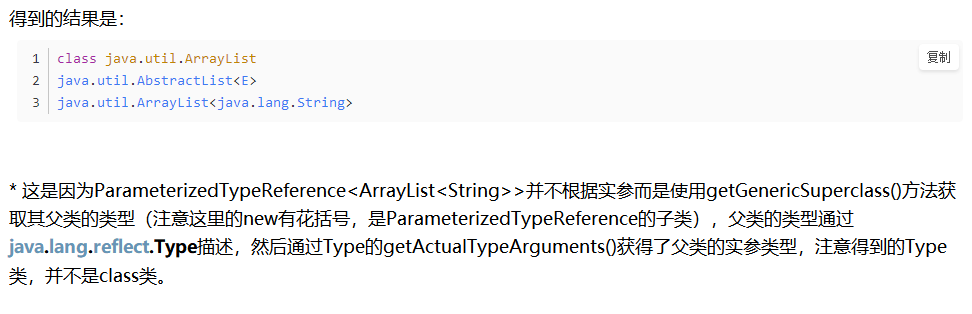 得到的结果是：
复制
1 class java.util.ArrayList
2 java.util.AbstractList<E>
3 java.util.ArrayList<java.lang.String>
* 这是因为ParameterizedTypeReference<ArrayList<String>>并不根据实参而是使用getGenericSuperclass()方法获
取其父类的类型（注意这里的new有花括号，是ParameterizedTypeReference的子类），父类的类型通过
java.lang.reflect.Type描述，然后通过Type的getActualTypeArguments()获得了父类的实参类型，注意得到的Type
类，并不是class类。